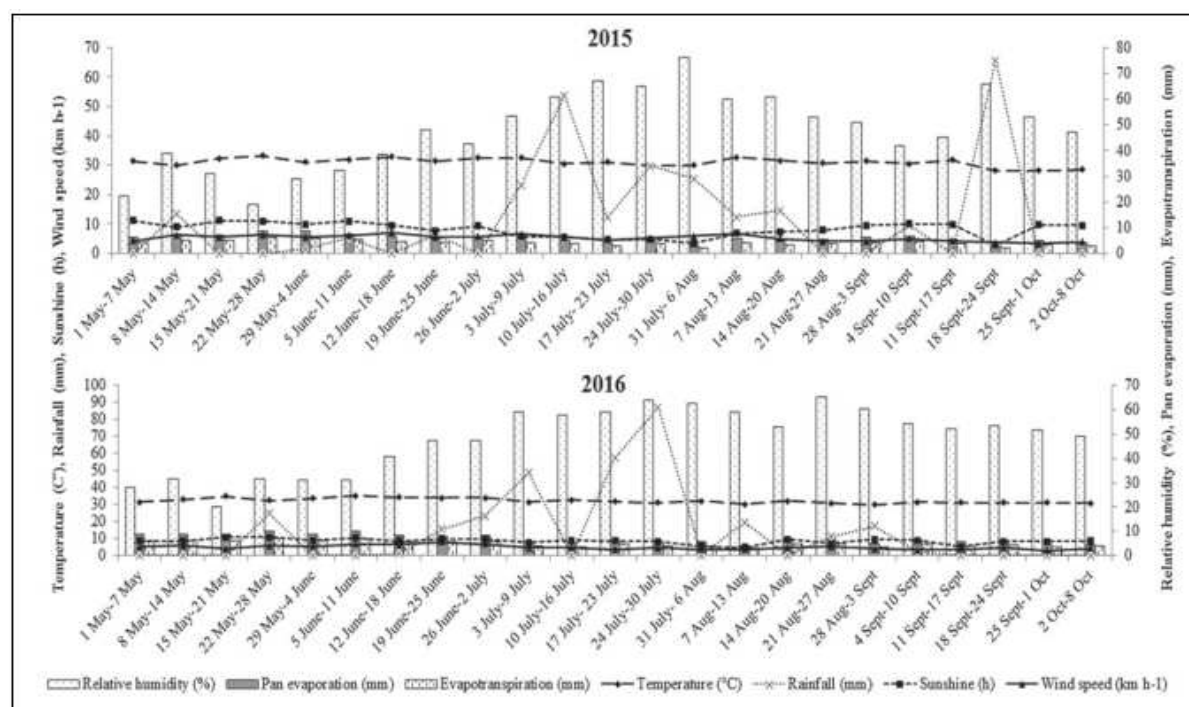 2015
Temperature (C°), Rainfall (mm), Sunshine (h), Wind speed (km h-1)
70
60
50
40
30
20
10
0
80
70
60
50
40
30
20
10
0
Relative humidity (%), Pan evaporation (mm), Evapotranspiration (mm)
1 May-7 May
8 May-14 May
15 May-21 May
22 May-28 May
29 May-4 June
5 June-11 June
12 June-18 June
19 June-25 June
26 June-2 July
3 July-9 July
10 July-16 July
17 July-23 July
24 July-30 July
31 July- 6 Aug
7 Aug-13 Aug
14 Aug-20 Aug
21 Aug-27 Aug
28 Aug-3 Sept
4 Sept-10 Sept
11 Sept-17 Sept
18 Sept-24 Sept
25 Sept-1 Oct
2 Oct-8 Oct
2016
100
90
80
70
60
50
40
30
20
10
0
70
60
50
40
30
20
10
0
1 May-7 May
8 May-14 May
15 May-21 May
22 May-28 May
29 May-4 June
5 June-11 June
12 June-18 June
19 June-25 June
26 June-2 July
3 July-9 July
10 July-16 July
17 July-23 July
24 July-30 July
31 July- 6 Aug
7 Aug-13 Aug
14 Aug-20 Aug
21 Aug-27 Aug
28 Aug-3 Sept
4 Sept-10 Sept
11 Sept-17 Sept
18 Sept-24 Sept
25 Sept-1 Oct
2 Oct-8 Oct
Relative humidity (%) Pan evaporation (mm) Evapotranspiration (mm) Temperature (°C) Rainfall (mm) Sunshine (h) Wind speed (km h-1)